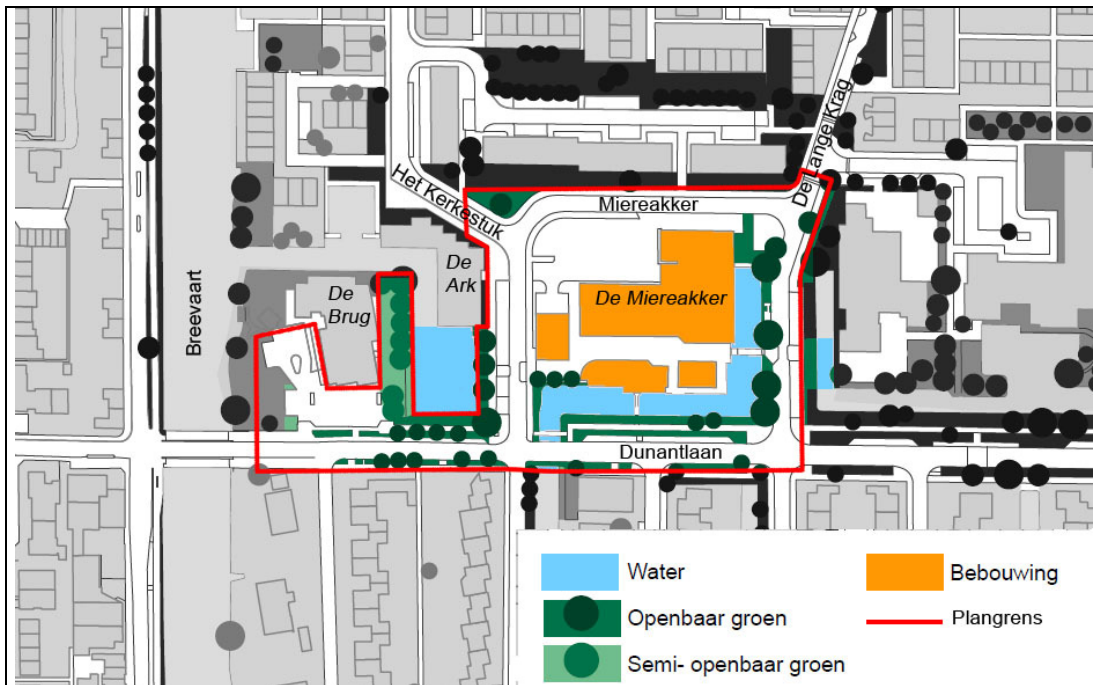 De Lange Krag
Het Kerkestuk
Miereakker
De
Ark
De
Brug
De Miereakker
Breevaart
Dunantlaan
Water
Bebouwing
Openbaar groen
Plangrens
Semi- openbaar groen